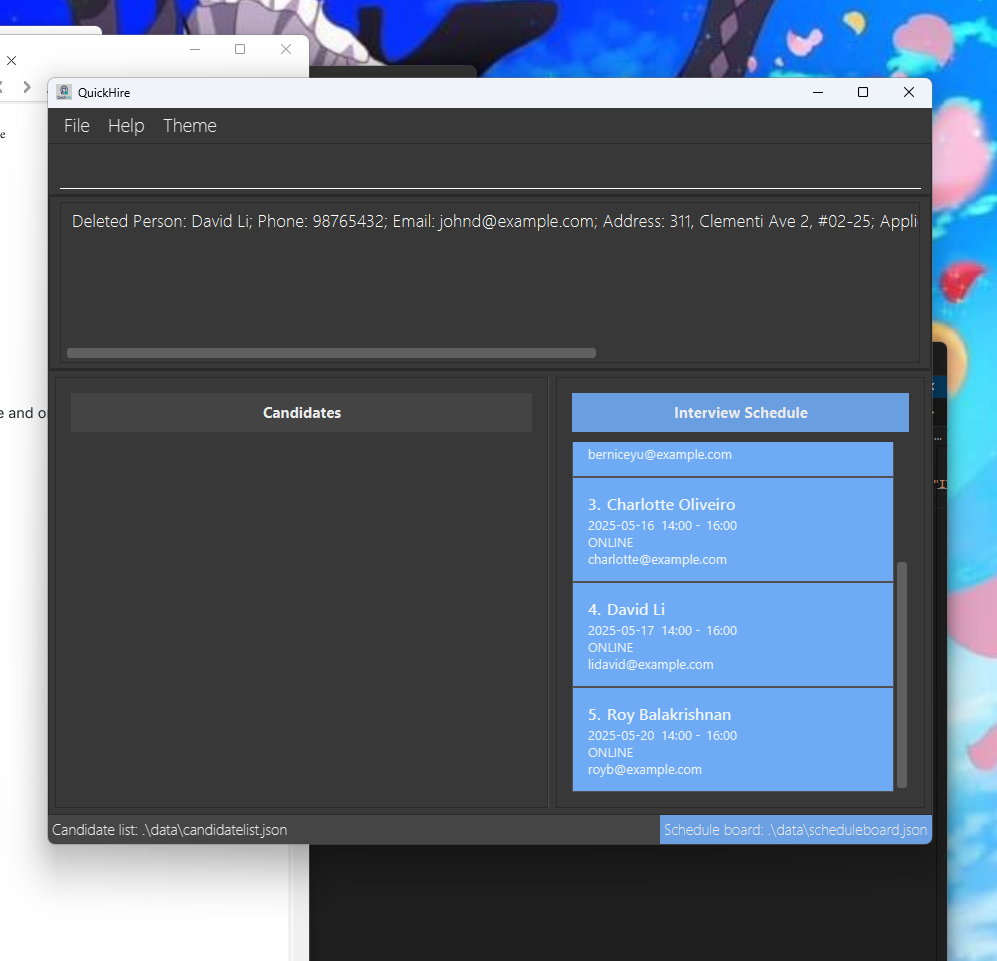 QuickHire
File Help Theme
Deleted Person: David Li; Phone: 98765432; Email: johnd@example.com; Address: 311, Clementi Ave 2, #02-25; Appli
Candidates
Interview Schedule
berniceyu@example.com
3. Charlotte Oliveiro
2025-05-16 14:00 - 16:00
ONLINE
charlotte@example.com
4. David Li
2025-05-17 14:00 - 16:00
ONLINE
lidavid@example.com
5. Roy Balakrishnan
2025-05-20 14:00 - 16:00
ONLINE
royb@example.com
Candidate list: .\data\candidatelist.json
Schedule board: .\data\scheduleboard.json
e
e and o